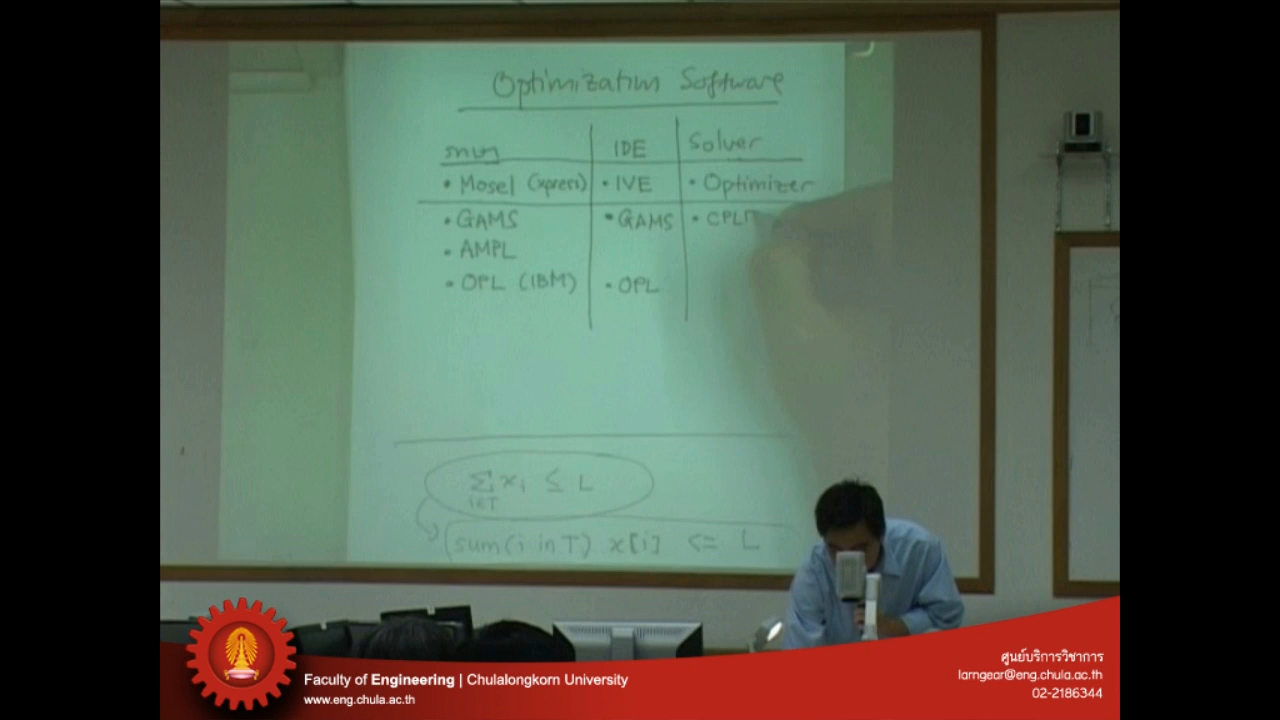 Optimization Software
ภาษา IDE Solver
• Mosel (xpress) • IVE • Optimizer
• GAMS • GAMS • CPL
• AMPL
• OPL (IBM) • OPL
∑ xᵢ ≤ L
i∈T
sum(i in T) x[i] <= L
Faculty of Engineering | Chulalongkorn University
www.eng.chula.ac.th
ศูนย์บริการวิชาการ
larngear@eng.chula.ac.th
02-2186344